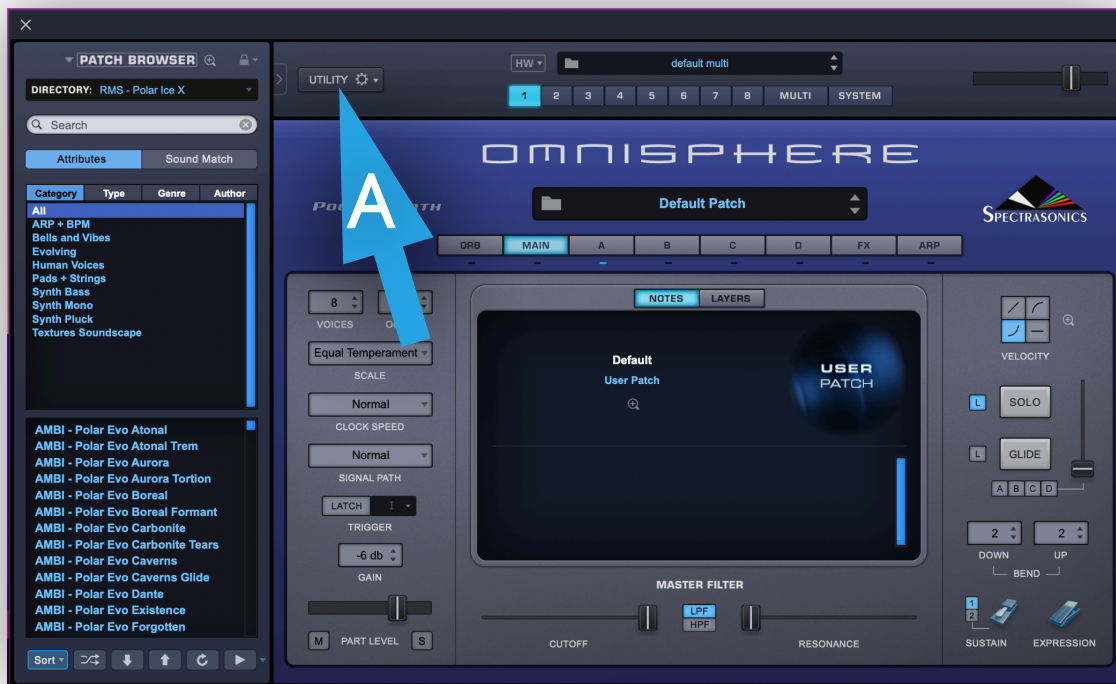 PATCH BROWSER
DIRECTORY: RMS - Polar Ice X
Search
Attributes
Sound Match
Category
Type
Genre
Author
All
ARP + BPM
Bells and Vibes
Evolving
Human Voices
Pads + Strings
Synth Bass
Synth Mono
Synth Pluck
Textures Soundscape
AMBI - Polar Evo Atonal
AMBI - Polar Evo Atonal Trem
AMBI - Polar Evo Aurora
AMBI - Polar Evo Aurora Tortion
AMBI - Polar Evo Boreal
AMBI - Polar Evo Boreal Formant
AMBI - Polar Evo Carbonite
AMBI - Polar Evo Carbonite Tears
AMBI - Polar Evo Caverns
AMBI - Polar Evo Caverns Glide
AMBI - Polar Evo Dante
AMBI - Polar Evo Existence
AMBI - Polar Evo Forgotten
Sort
UTILITY
HW
default multi
1 2 3 4 5 6 7 8 MULTI SYSTEM
A
OMNISPHERE
Default Patch
SPECTRASONICS
ORB MAIN A B C D FX ARP
8
VOICES
Equal Temperament
SCALE
Normal
CLOCK SPEED
Normal
SIGNAL PATH
LATCH
TRIGGER
-6 db
GAIN
M PART LEVEL S
NOTES LAYERS
Default
User Patch
USER
PATCH
MASTER FILTER
LPF
HPF
CUTOFF
RESONANCE
VELOCITY
L SOLO
L GLIDE
A B C D
2 2
DOWN UP
BEND
1
2
SUSTAIN
EXPRESSION